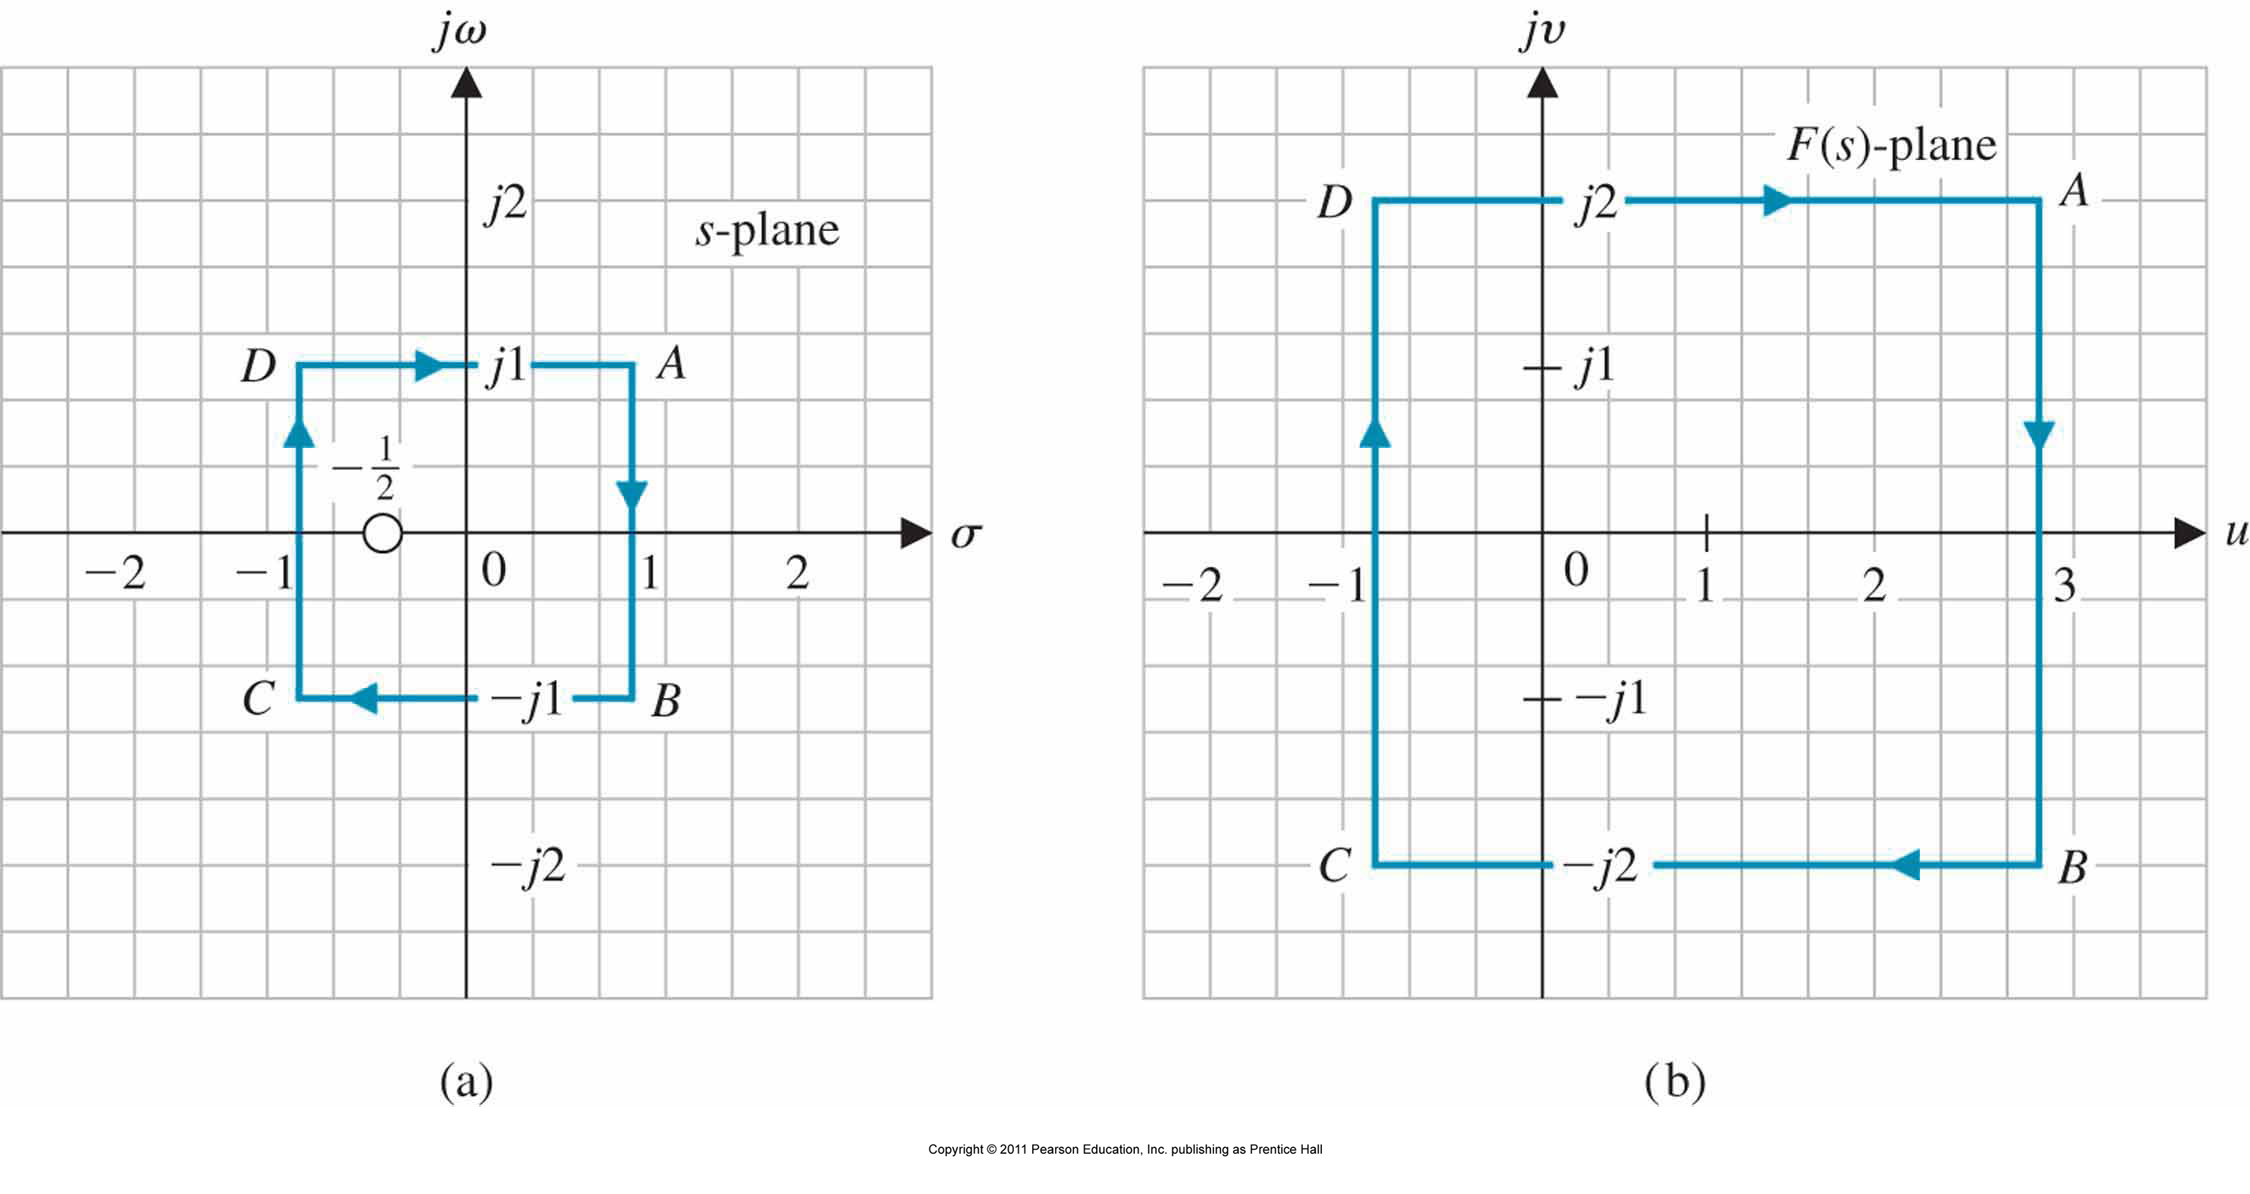 jω
j2
s-plane
D
j1
A
−1/2
σ
−2
−1
0
1
2
C
−j1
B
−j2
(a)
jυ
F(s)-plane
D
j2
A
j1
u
−2
−1
0
1
2
3
−j1
C
−j2
B
(b)
Copyright © 2011 Pearson Education, Inc. publishing as Prentice Hall